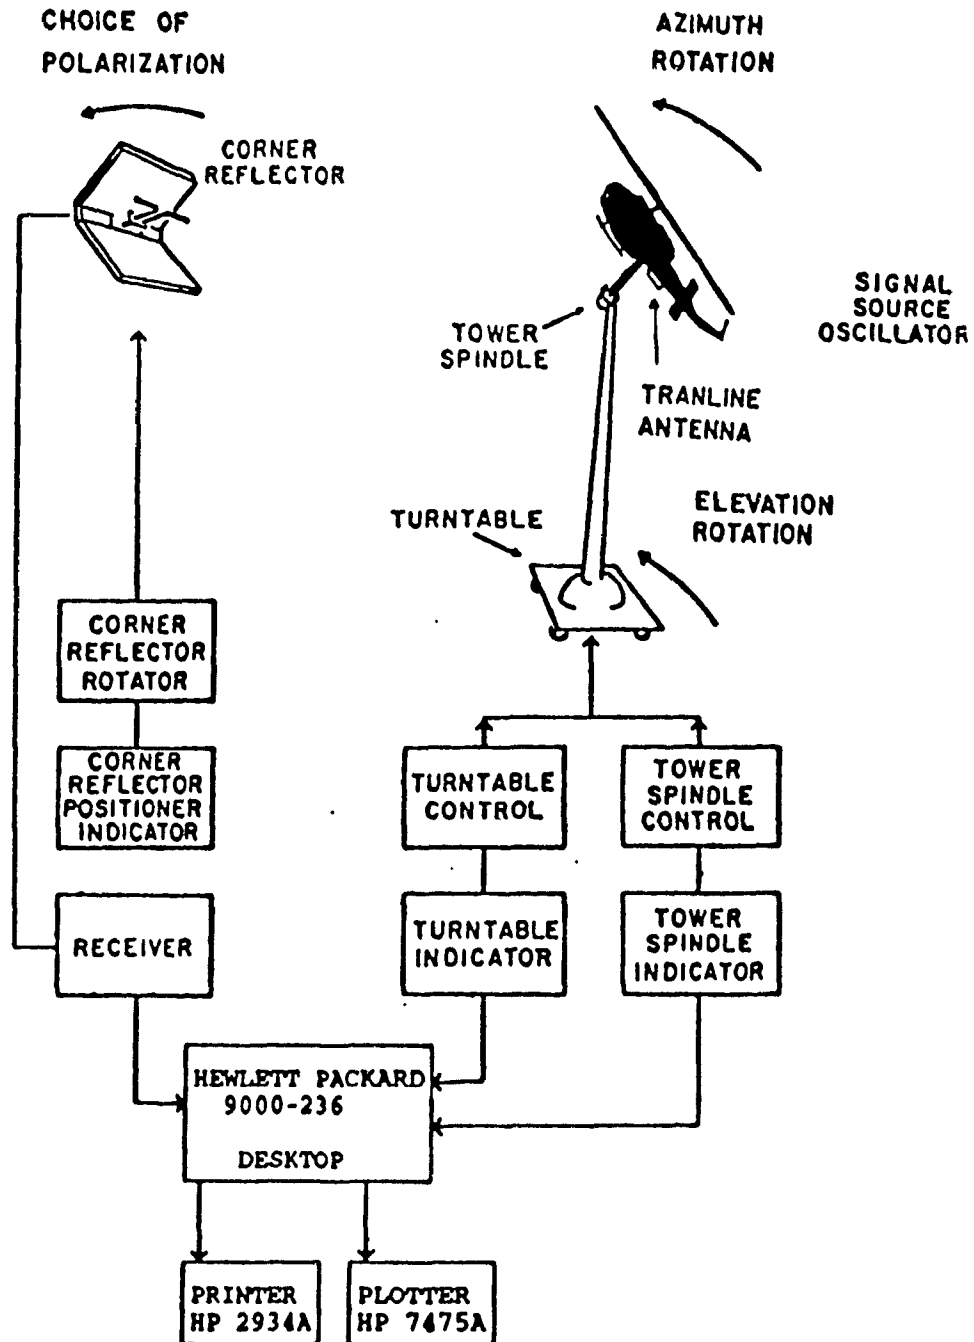 CHOICE OF
POLARIZATION
AZIMUTH
ROTATION
CORNER
REFLECTOR
SIGNAL
SOURCE
OSCILLATOR
TOWER
SPINDLE
TRANLINE
ANTENNA
TURNTABLE
ELEVATION
ROTATION
CORNER
REFLECTOR
ROTATOR
CORNER
REFLECTOR
POSITIONER
INDICATOR
TURNTABLE
CONTROL
TOWER
SPINDLE
CONTROL
RECEIVER
TURNTABLE
INDICATOR
TOWER
SPINDLE
INDICATOR
HEWLETT PACKARD
9000-236
DESKTOP
PRINTER
HP 2934A
PLOTTER
HP 7475A